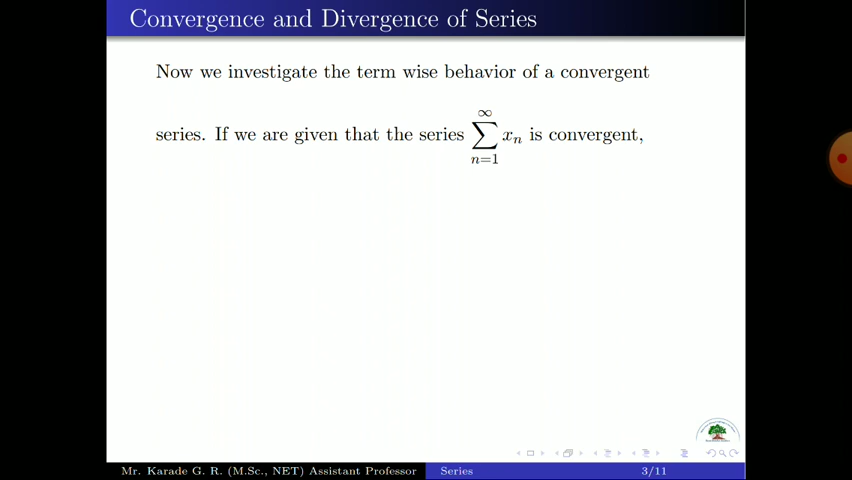 Convergence and Divergence of Series
Now we investigate the term wise behavior of a convergent
series. If we are given that the series ∑_{n=1}^{∞} x_n is convergent,
Mr. Karade G. R. (M.Sc., NET) Assistant Professor Series 3/11